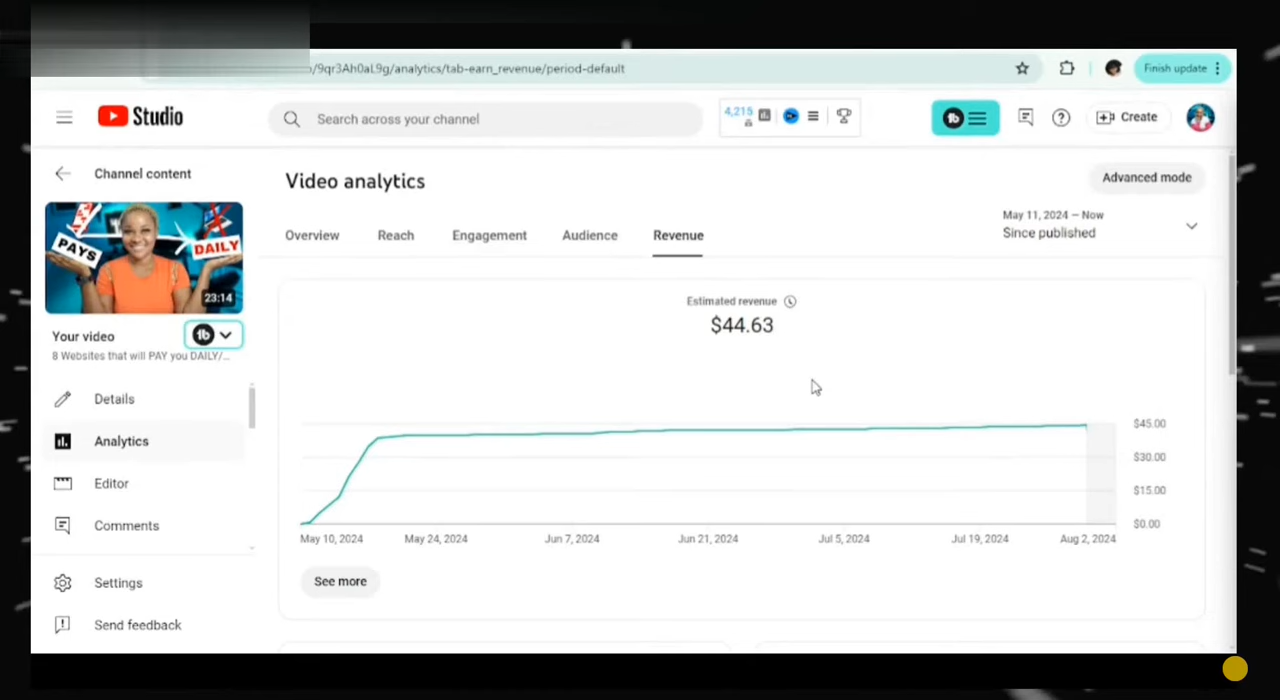 /9qr3Ah0aL9g/analytics/tab-earn_revenue/period-default
Finish update
Studio
Search across your channel
4,215
Create
Channel content
Video analytics
Advanced mode
PAYS
DAILY
23:14
Overview
Reach
Engagement
Audience
Revenue
May 11, 2024 – Now
Since published
Your video
8 Websites that will PAY you DAILY/...
Estimated revenue
$44.63
Details
Analytics
Editor
Comments
Settings
Send feedback
$45.00
$30.00
$15.00
$0.00
May 10, 2024
May 24, 2024
Jun 7, 2024
Jun 21, 2024
Jul 5, 2024
Jul 19, 2024
Aug 2, 2024
See more